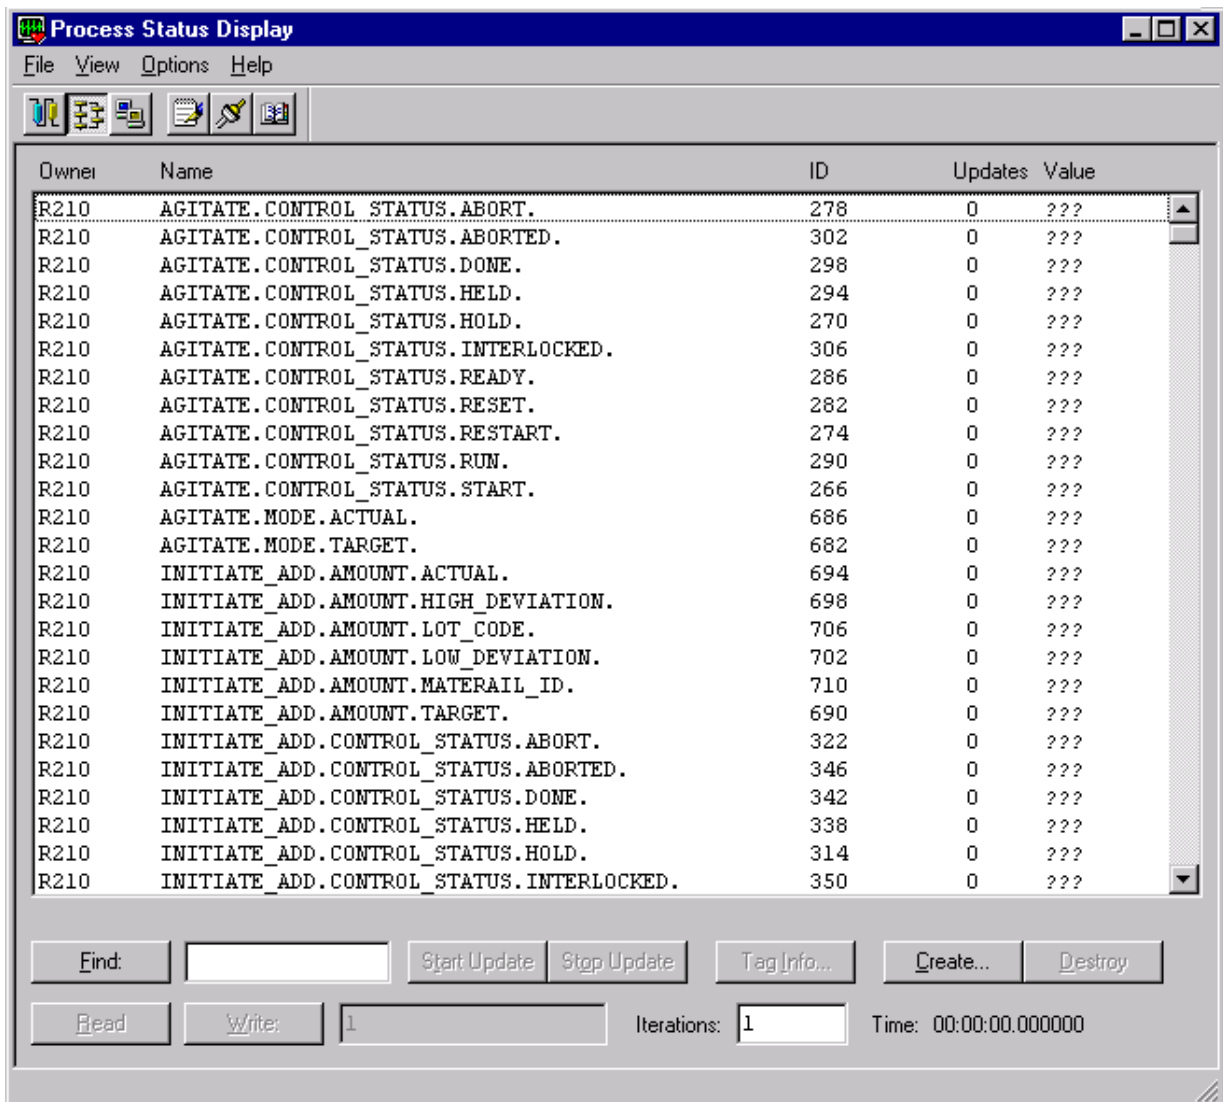 Process Status Display
File View Options Help
Owner Name ID Updates Value
R210 AGITATE.CONTROL_STATUS.ABORT. 278 0 ???
R210 AGITATE.CONTROL_STATUS.ABORTED. 302 0 ???
R210 AGITATE.CONTROL_STATUS.DONE. 298 0 ???
R210 AGITATE.CONTROL_STATUS.HELD. 294 0 ???
R210 AGITATE.CONTROL_STATUS.HOLD. 270 0 ???
R210 AGITATE.CONTROL_STATUS.INTERLOCKED. 306 0 ???
R210 AGITATE.CONTROL_STATUS.READY. 286 0 ???
R210 AGITATE.CONTROL_STATUS.RESET. 282 0 ???
R210 AGITATE.CONTROL_STATUS.RESTART. 274 0 ???
R210 AGITATE.CONTROL_STATUS.RUN. 290 0 ???
R210 AGITATE.CONTROL_STATUS.START. 266 0 ???
R210 AGITATE.MODE.ACTUAL. 686 0 ???
R210 AGITATE.MODE.TARGET. 682 0 ???
R210 INITIATE_ADD.AMOUNT.ACTUAL. 694 0 ???
R210 INITIATE_ADD.AMOUNT.HIGH_DEVIATION. 698 0 ???
R210 INITIATE_ADD.AMOUNT.LOT_CODE. 706 0 ???
R210 INITIATE_ADD.AMOUNT.LOW_DEVIATION. 702 0 ???
R210 INITIATE_ADD.AMOUNT.MATERAIL_ID. 710 0 ???
R210 INITIATE_ADD.AMOUNT.TARGET. 690 0 ???
R210 INITIATE_ADD.CONTROL_STATUS.ABORT. 322 0 ???
R210 INITIATE_ADD.CONTROL_STATUS.ABORTED. 346 0 ???
R210 INITIATE_ADD.CONTROL_STATUS.DONE. 342 0 ???
R210 INITIATE_ADD.CONTROL_STATUS.HELD. 338 0 ???
R210 INITIATE_ADD.CONTROL_STATUS.HOLD. 314 0 ???
R210 INITIATE_ADD.CONTROL_STATUS.INTERLOCKED. 350 0 ???
Find: Start Update Stop Update Tag Info... Create... Destroy
Read Write: 1 Iterations: 1 Time: 00:00:00.000000